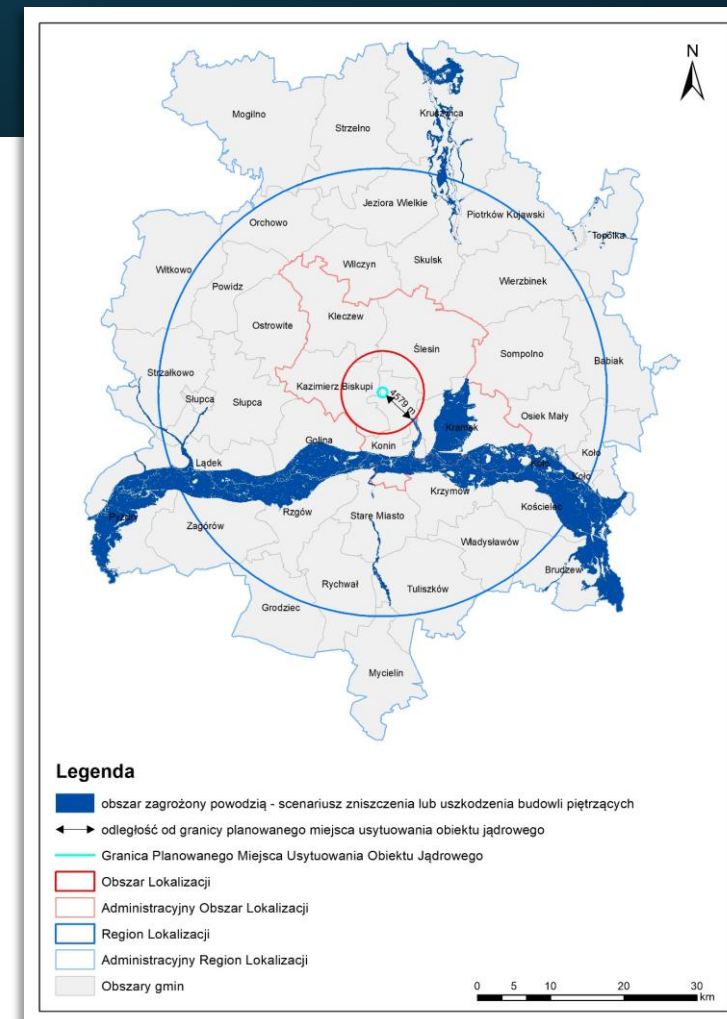 N
Mogilno
Strzelno
Kruszwica
Jeziora Wielkie
Orchowo
Piotrków Kujawski
Topólka
Witkowo
Wilczyn
Skulsk
Powidz
Wierzbinek
Kleczew
Ostrowite
Ślesin
Sompolno
Babiak
Strzałkowo
Kazimierz Biskupi
4579 m
Słupca
Słupca
Osiek Mały
Kramsk
Golina
Konin
Koło
Lądek
Koło
Koło
Krzymów
Kościelec
Pyzdry
Rzgów
Stare Miasto
Zagórów
Władysławów
Brudzew
Rychwał
Tuliszków
Grodziec
Mycielin
Legenda
obszar zagrożony powodzią - scenariusz zniszczenia lub uszkodzenia budowli piętrzących
odległość od granicy planowanego miejsca usytuowania obiektu jądrowego
Granica Planowanego Miejsca Usytuowania Obiektu Jądrowego
Obszar Lokalizacji
Administracyjny Obszar Lokalizacji
Region Lokalizacji
Administracyjny Region Lokalizacji
Obszary gmin
0 5 10 20 30
km